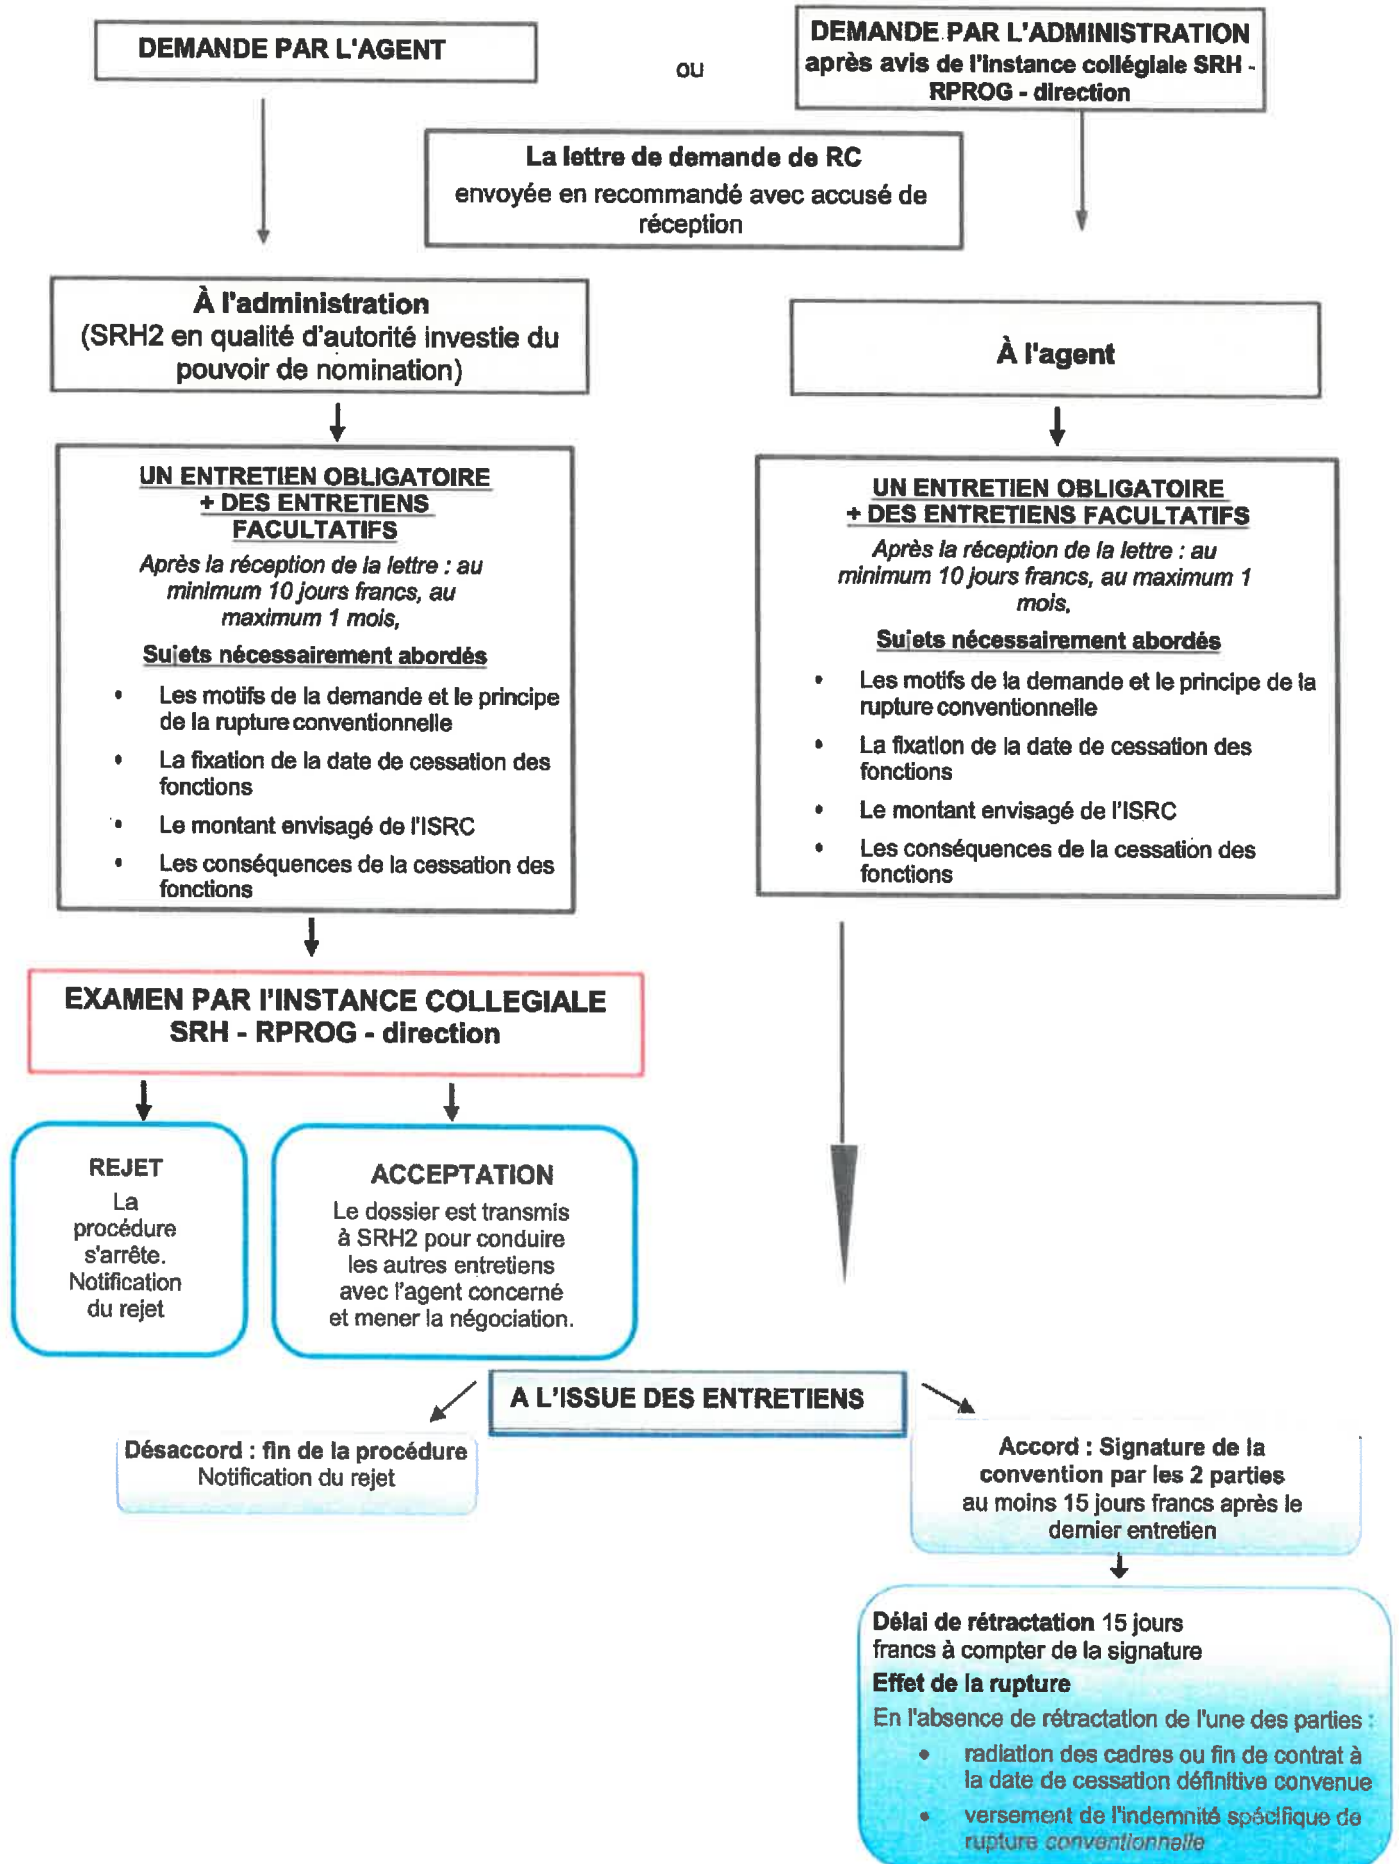 DEMANDE PAR L'AGENT
ou
DEMANDE PAR L'ADMINISTRATION
après avis de l'instance collégiale SRH -
RPROG - direction
La lettre de demande de RC
envoyée en recommandé avec accusé de
réception
À l'administration
(SRH2 en qualité d'autorité investie du
pouvoir de nomination)
À l'agent
UN ENTRETIEN OBLIGATOIRE
+ DES ENTRETIENS
FACULTATIFS
Après la réception de la lettre : au
minimum 10 jours francs, au
maximum 1 mois,
Sujets nécessairement abordés
• Les motifs de la demande et le principe
de la rupture conventionnelle
• La fixation de la date de cessation des
fonctions
• Le montant envisagé de l'ISRC
• Les conséquences de la cessation des
fonctions
UN ENTRETIEN OBLIGATOIRE
+ DES ENTRETIENS FACULTATIFS
Après la réception de la lettre : au
minimum 10 jours francs, au maximum 1
mois,
Sujets nécessairement abordés
• Les motifs de la demande et le principe de la
rupture conventionnelle
• La fixation de la date de cessation des
fonctions
• Le montant envisagé de l'ISRC
• Les conséquences de la cessation des
fonctions
EXAMEN PAR l'INSTANCE COLLEGIALE
SRH - RPROG - direction
REJET
La
procédure
s'arrête.
Notification
du rejet
ACCEPTATION
Le dossier est transmis
à SRH2 pour conduire
les autres entretiens
avec l'agent concerné
et mener la négociation.
A L'ISSUE DES ENTRETIENS
Désaccord : fin de la procédure
Notification du rejet
Accord : Signature de la
convention par les 2 parties
au moins 15 jours francs après le
dernier entretien
Délai de rétractation 15 jours
francs à compter de la signature
Effet de la rupture
En l'absence de rétractation de l'une des parties :
• radiation des cadres ou fin de contrat à
la date de cessation définitive convenue
• versement de l'indemnité spécifique de
rupture conventionnelle